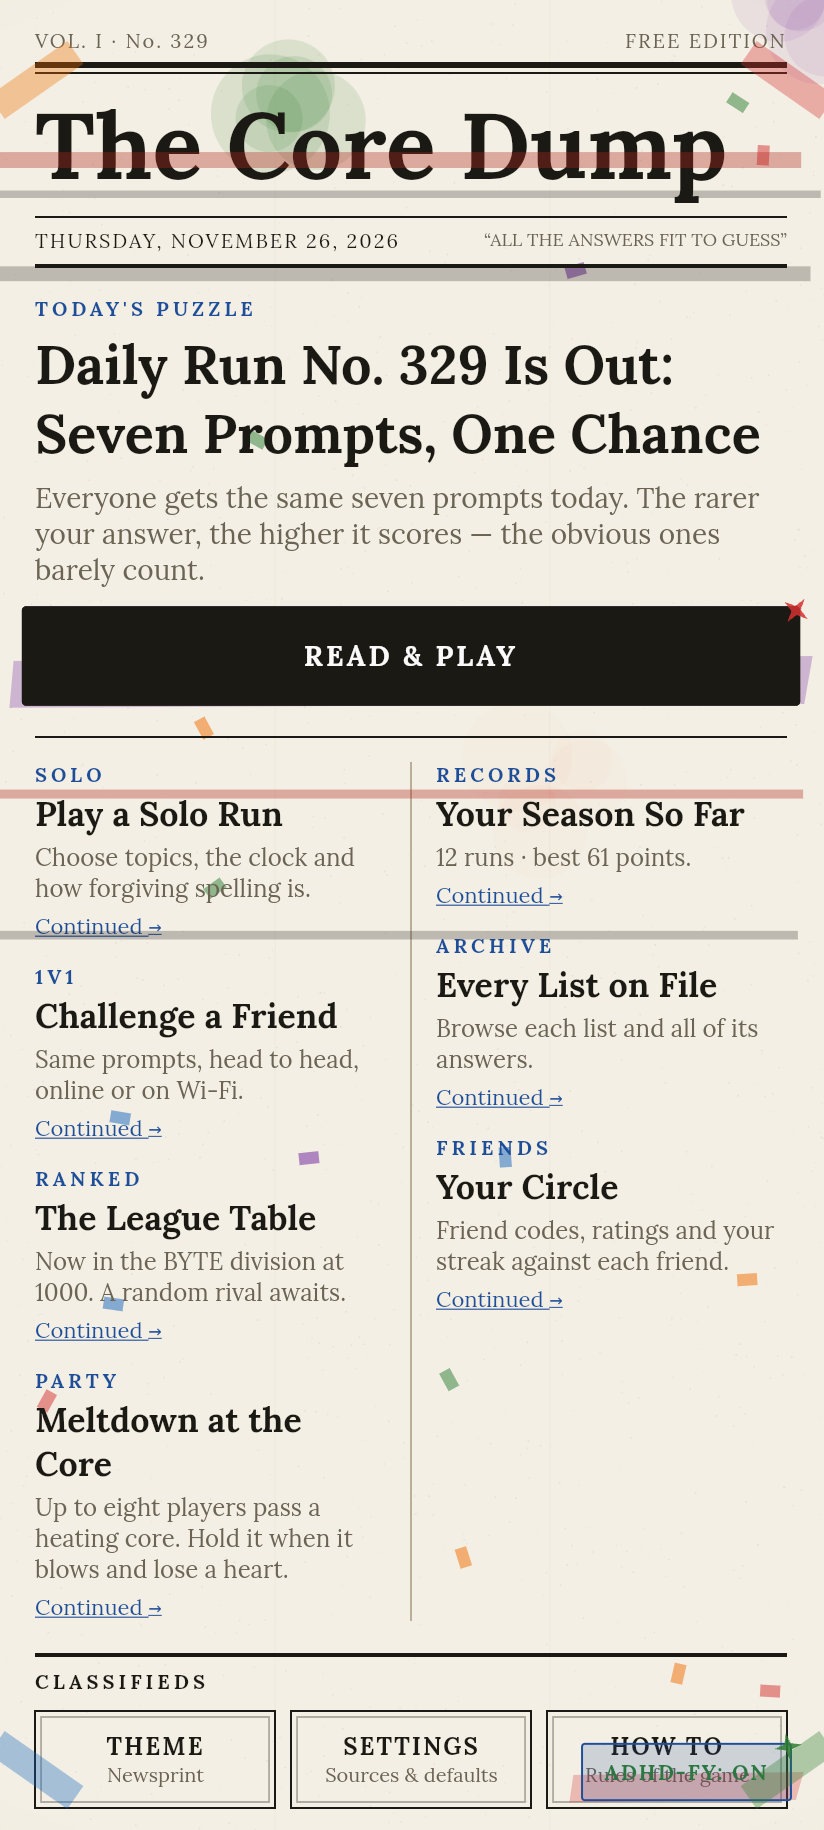 VOL. I · No. 329
FREE EDITION
The Core Dump
THURSDAY, NOVEMBER 26, 2026
“ALL THE ANSWERS FIT TO GUESS”
TODAY'S PUZZLE
Daily Run No. 329 Is Out:
Seven Prompts, One Chance
Everyone gets the same seven prompts today. The rarer
your answer, the higher it scores — the obvious ones
barely count.
READ & PLAY
SOLO
Play a Solo Run
Choose topics, the clock and
how forgiving spelling is.
Continued →
1V1
Challenge a Friend
Same prompts, head to head,
online or on Wi-Fi.
Continued →
RANKED
The League Table
Now in the BYTE division at
1000. A random rival awaits.
Continued →
PARTY
Meltdown at the
Core
Up to eight players pass a
heating core. Hold it when it
blows and lose a heart.
Continued →
RECORDS
Your Season So Far
12 runs · best 61 points.
Continued →
ARCHIVE
Every List on File
Browse each list and all of its
answers.
Continued →
FRIENDS
Your Circle
Friend codes, ratings and your
streak against each friend.
Continued →
CLASSIFIEDS
THEME
Newsprint
SETTINGS
Sources & defaults
HOW TO
Rules of the game
ADHD-FY: ON